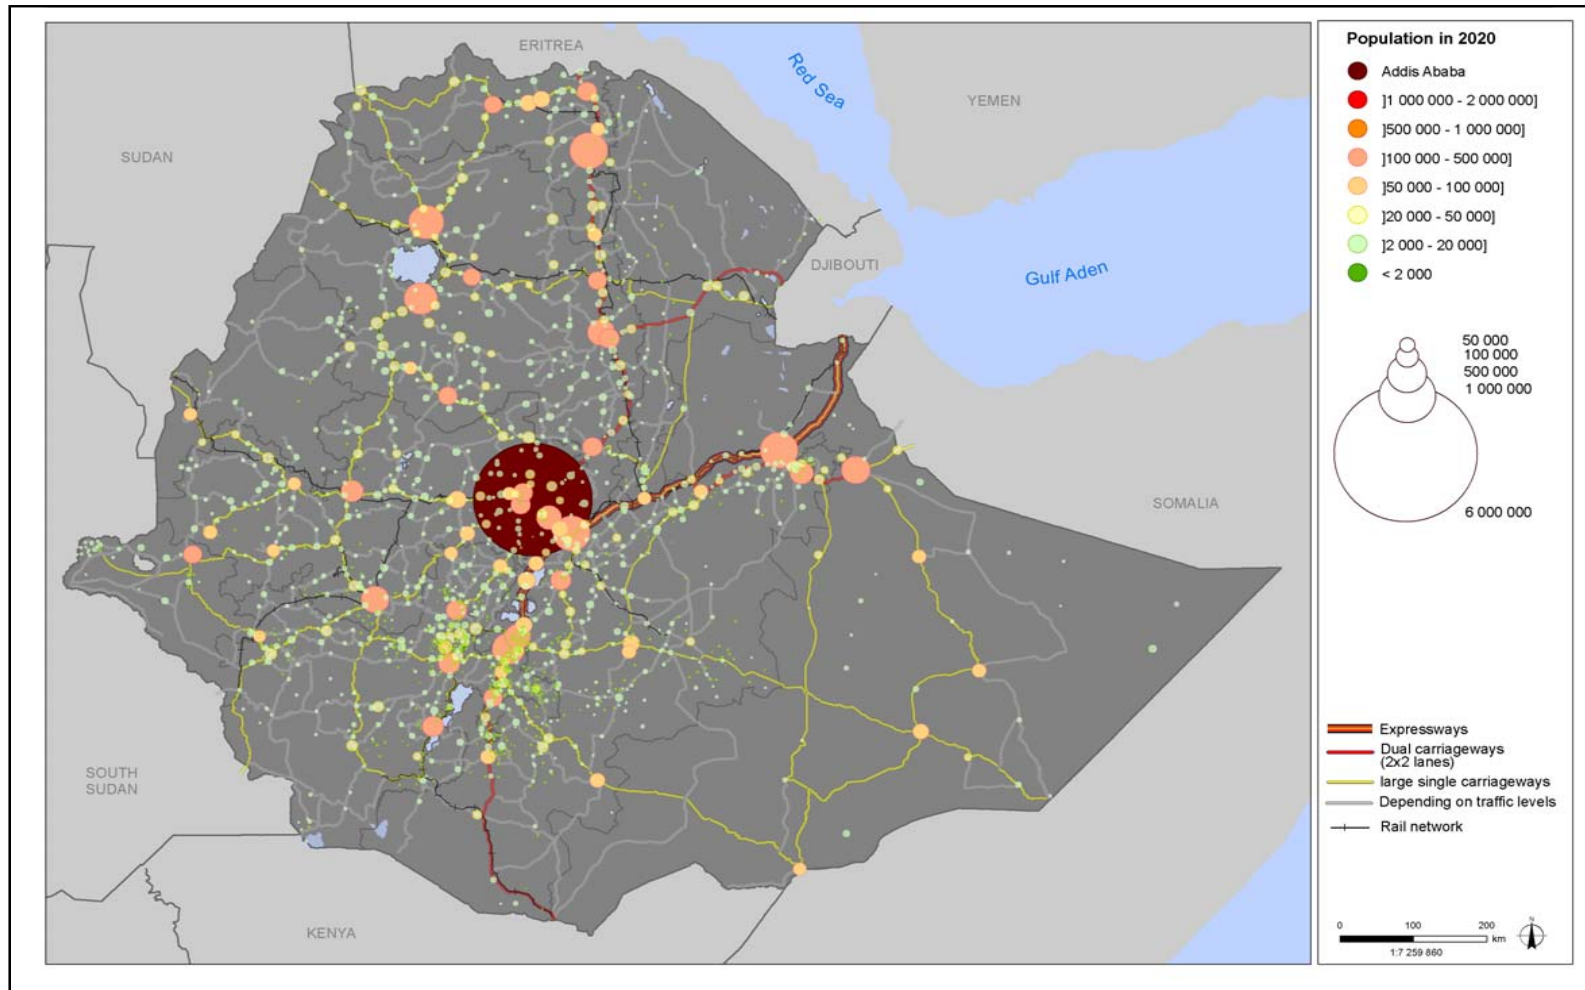 ERITREA
Red Sea
YEMEN
SUDAN
DJIBOUTI
Gulf Aden
SOMALIA
SOUTH
SUDAN
KENYA
Population in 2020
Addis Ababa
]1 000 000 - 2 000 000]
]500 000 - 1 000 000]
]100 000 - 500 000]
]50 000 - 100 000]
]20 000 - 50 000]
]2 000 - 20 000]
< 2 000
50 000
100 000
500 000
1 000 000
6 000 000
Expressways
Dual carriageways
(2x2 lanes)
large single carriageways
Depending on traffic levels
Rail network
0 100 200
km
N
1:7 259 860